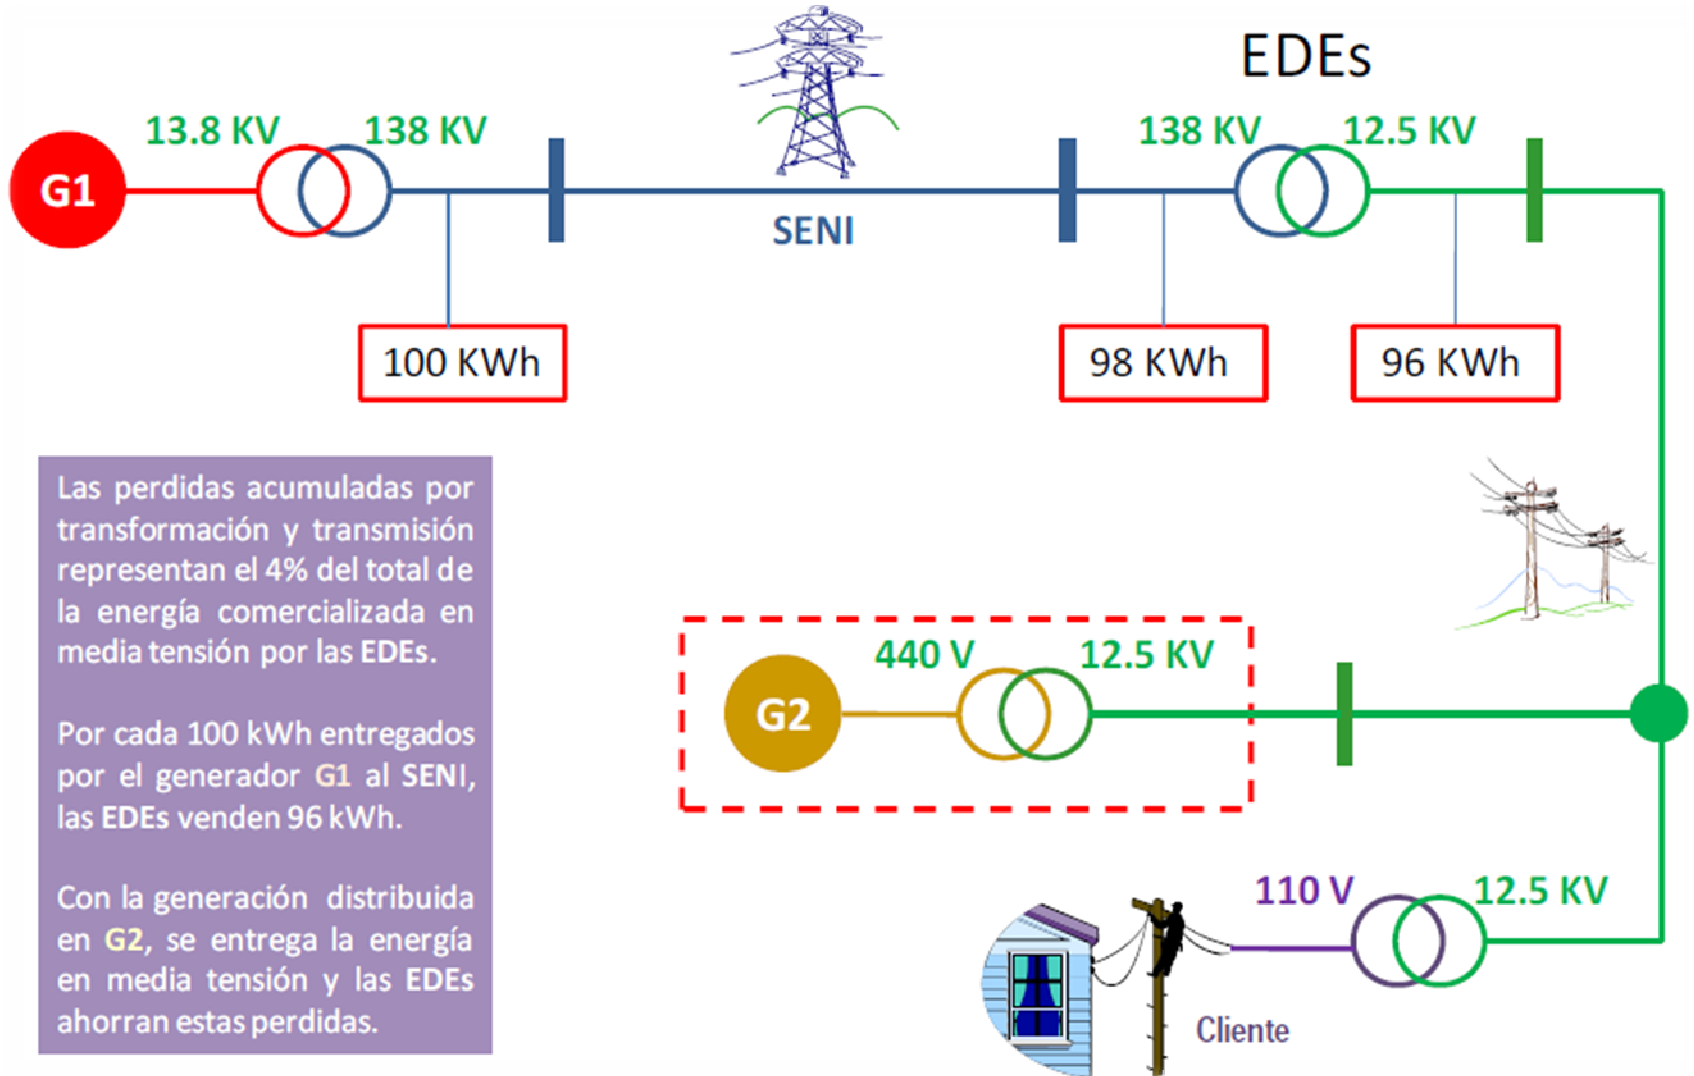 EDEs
13.8 KV
138 KV
138 KV
12.5 KV
G1
SENI
100 KWh
98 KWh
96 KWh
Las perdidas acumuladas por
transformación y transmisión
representan el 4% del total de
la energía comercializada en
media tensión por las EDEs.
Por cada 100 kWh entregados
por el generador G1 al SENI,
las EDEs venden 96 kWh.
Con la generación distribuida
en G2, se entrega la energía
en media tensión y las EDEs
ahorran estas perdidas.
440 V
12.5 KV
G2
110 V
12.5 KV
Cliente